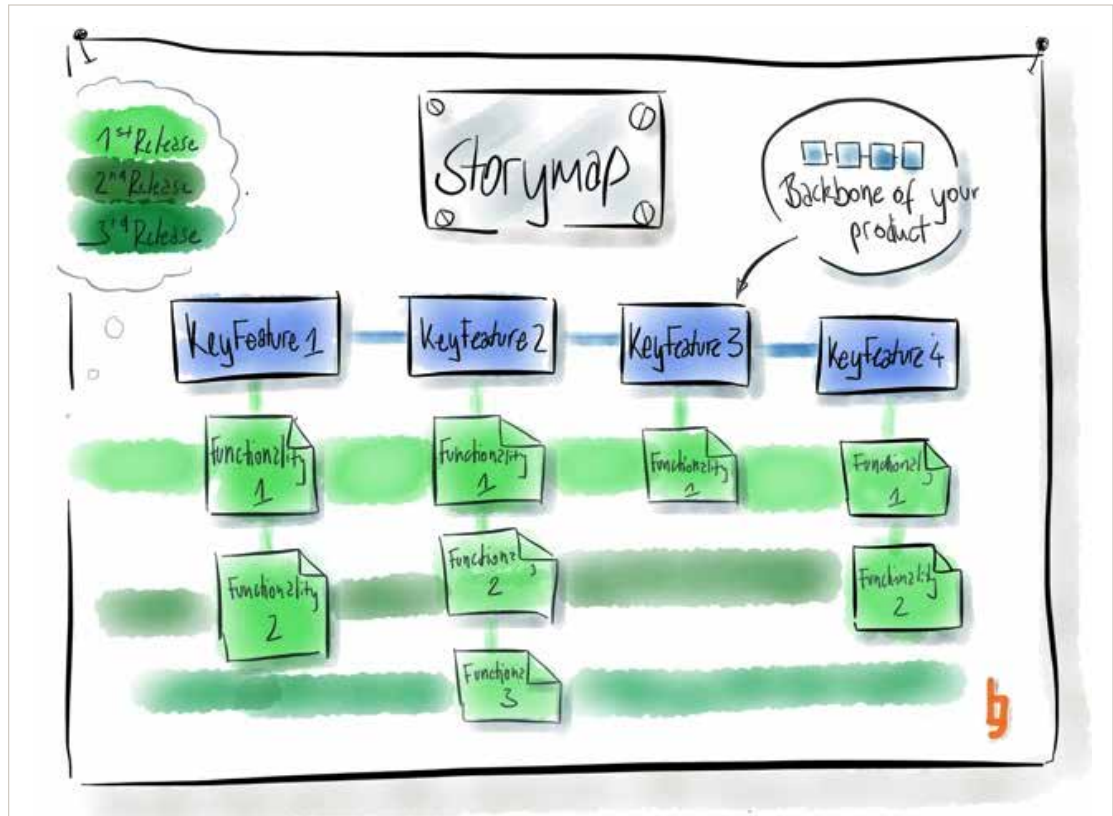 1st Release
2nd Release
3rd Release
Storymap
Backbone of your
product
KeyFeature 1
KeyFeature 2
KeyFeature 3
KeyFeature 4
Functionality
1
Functionality
1
Functionality
1
Functionality
1
Functionality
2
Functional
2
Functionality
2
Functional
3